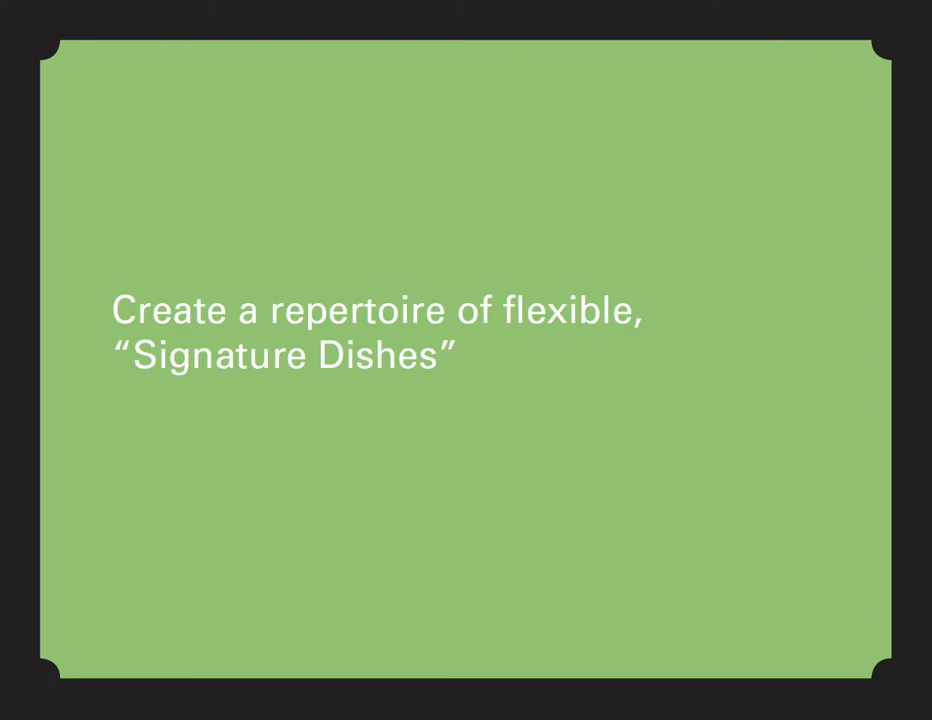 Create a repertoire of flexible,
“Signature Dishes”